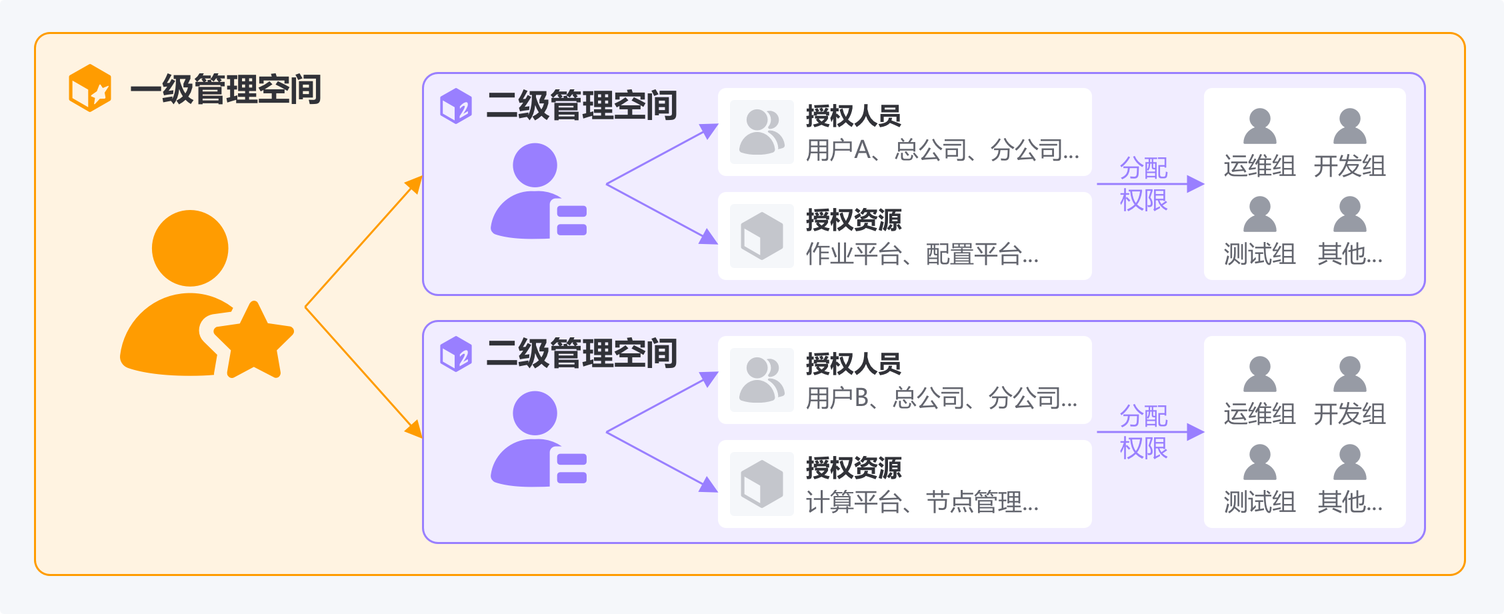 一级管理空间
二级管理空间
授权人员
用户A、总公司、分公司...
授权资源
作业平台、配置平台...
分配
权限
运维组 开发组
测试组 其他...
二级管理空间
授权人员
用户B、总公司、分公司...
授权资源
计算平台、节点管理...
分配
权限
运维组 开发组
测试组 其他...